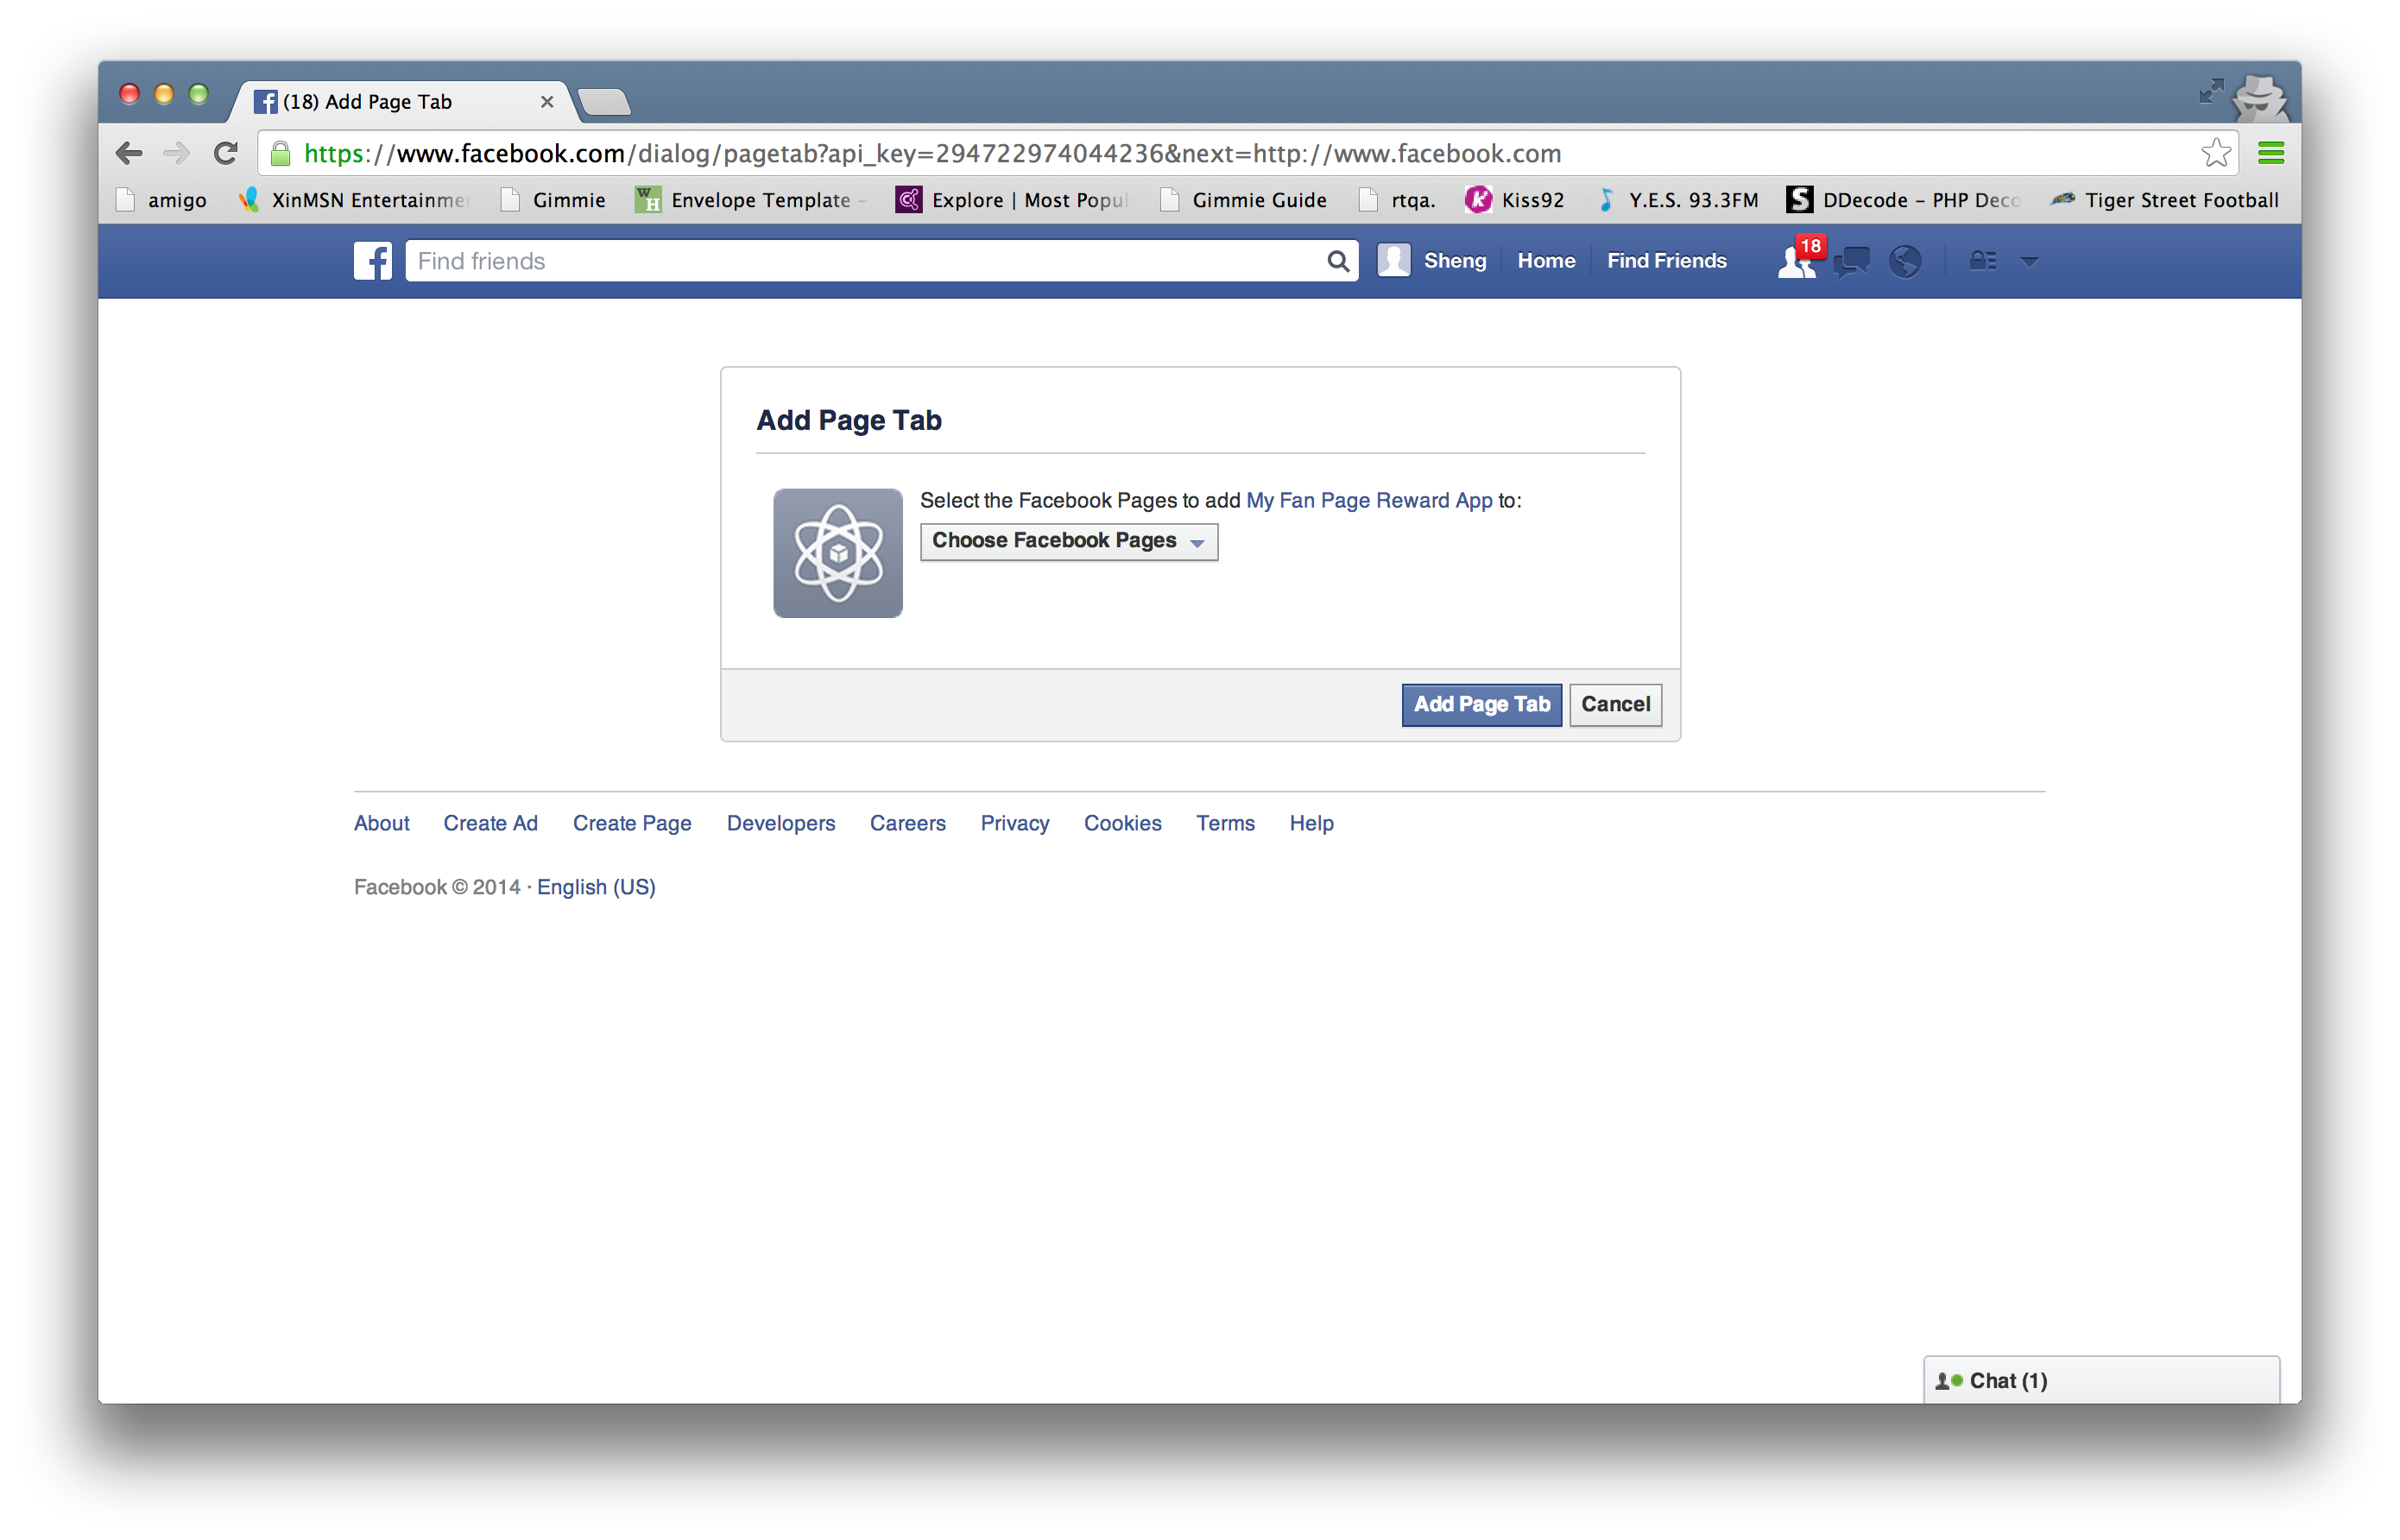 (18) Add Page Tab
https://www.facebook.com/dialog/pagetab?api_key=294722974044236&next=http://www.facebook.com
amigo XinMSN Entertainme Gimmie Envelope Template - Explore | Most Popul Gimmie Guide rtqa. Kiss92 Y.E.S. 93.3FM DDecode - PHP Deco Tiger Street Football
Find friends Sheng Home Find Friends 18
Add Page Tab
Select the Facebook Pages to add My Fan Page Reward App to:
Choose Facebook Pages
Add Page Tab Cancel
About Create Ad Create Page Developers Careers Privacy Cookies Terms Help
Facebook © 2014 · English (US)
Chat (1)